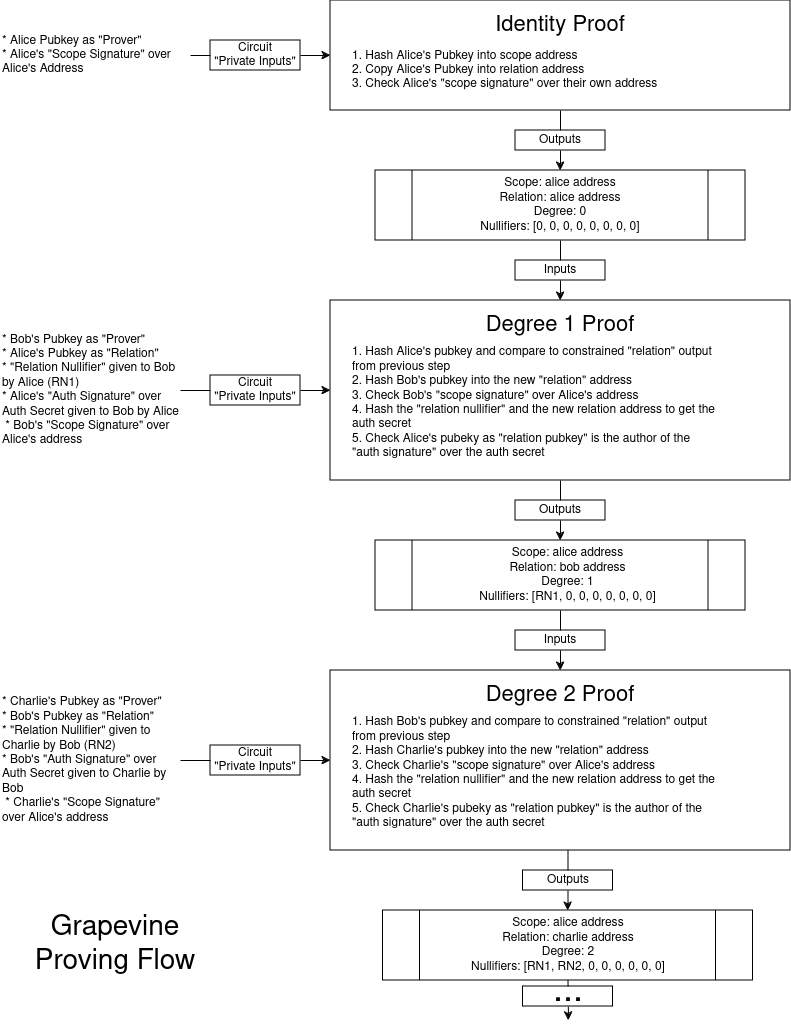 Identity Proof
* Alice Pubkey as "Prover"
* Alice's "Scope Signature" over
Alice's Address
Circuit
"Private Inputs"
1. Hash Alice's Pubkey into scope address
2. Copy Alice's Pubkey into relation address
3. Check Alice's "scope signature" over their own address
Outputs
Scope: alice address
Relation: alice address
Degree: 0
Nullifiers: [0, 0, 0, 0, 0, 0, 0, 0]
Inputs
Degree 1 Proof
* Bob's Pubkey as "Prover"
* Alice's Pubkey as "Relation"
* "Relation Nullifier" given to Bob
by Alice (RN1)
* Alice's "Auth Signature" over
Auth Secret given to Bob by Alice
* Bob's "Scope Signature" over
Alice's address
Circuit
"Private Inputs"
1. Hash Alice's pubkey and compare to constrained "relation" output
from previous step
2. Hash Bob's pubkey into the new "relation" address
3. Check Bob's "scope signature" over Alice's address
4. Hash the "relation nullifier" and the new relation address to get the
auth secret
5. Check Alice's pubeky as "relation pubkey" is the author of the
"auth signature" over the auth secret
Outputs
Scope: alice address
Relation: bob address
Degree: 1
Nullifiers: [RN1, 0, 0, 0, 0, 0, 0, 0]
Inputs
Degree 2 Proof
* Charlie's Pubkey as "Prover"
* Bob's Pubkey as "Relation"
* "Relation Nullifier" given to
Charlie by Bob (RN2)
* Bob's "Auth Signature" over
Auth Secret given to Charlie by
Bob
* Charlie's "Scope Signature"
over Alice's address
Circuit
"Private Inputs"
1. Hash Bob's pubkey and compare to constrained "relation" output
from previous step
2. Hash Charlie's pubkey into the new "relation" address
3. Check Charlie's "scope signature" over Alice's address
4. Hash the "relation nullifier" and the new relation address to get the
auth secret
5. Check Charlie's pubeky as "relation pubkey" is the author of the
"auth signature" over the auth secret
Outputs
Scope: alice address
Relation: charlie address
Degree: 2
Nullifiers: [RN1, RN2, 0, 0, 0, 0, 0, 0]
...
Grapevine
Proving Flow